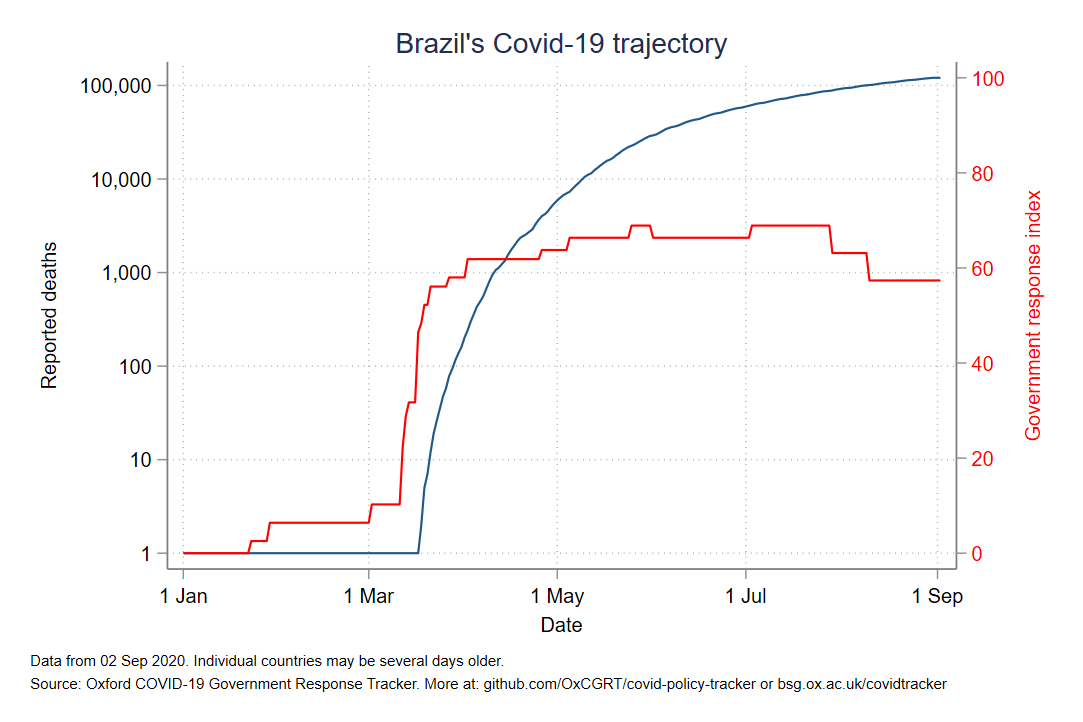 Brazil's Covid-19 trajectory
100,000
10,000
1,000
100
10
1
Reported deaths
100
80
60
40
20
0
Government response index
1 Jan
1 Mar
1 May
1 Jul
1 Sep
Date
Data from 02 Sep 2020. Individual countries may be several days older.
Source: Oxford COVID-19 Government Response Tracker. More at: github.com/OxCGRT/covid-policy-tracker or bsg.ox.ac.uk/covidtracker